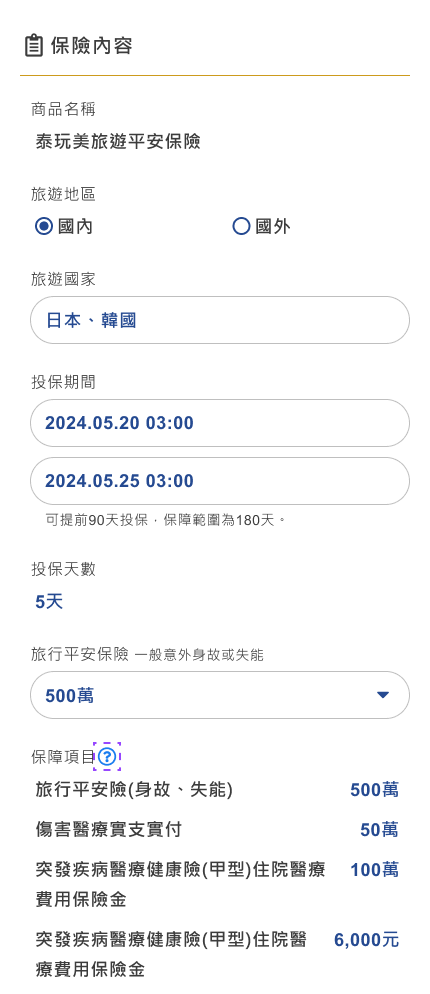 保險內容
商品名稱
泰玩美旅遊平安保險
旅遊地區
國內 國外
旅遊國家
日本、韓國
投保期間
2024.05.20 03:00
2024.05.25 03:00
可提前90天投保，保障範圍為180天。
投保天數
5天
旅行平安保險 一般意外身故或失能
500萬
保障項目?
旅行平安險(身故、失能) 500萬
傷害醫療實支實付 50萬
突發疾病醫療健康險(甲型)住院醫療 100萬
費用保險金
突發疾病醫療健康險(甲型)住院醫 6,000元
療費用保險金